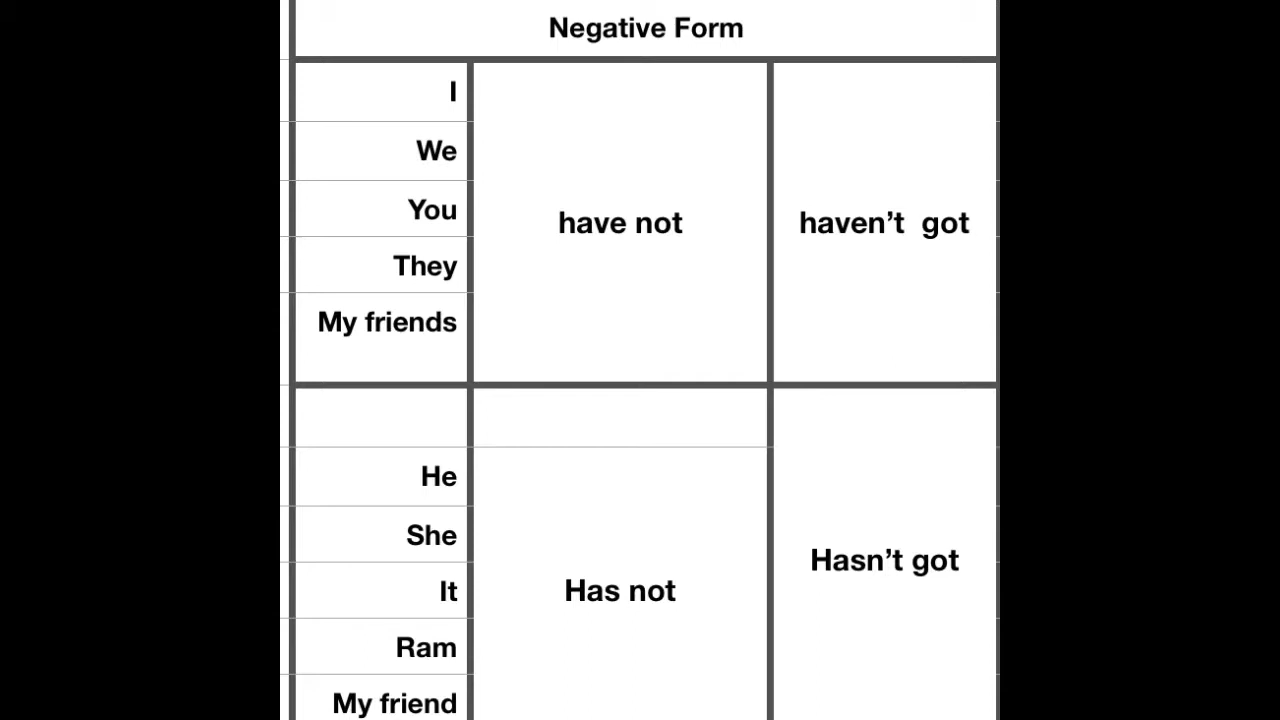 Negative Form
I
We
You
They
My friends
have not
haven’t  got
He
She
It
Ram
My friend
Has not
Hasn’t got